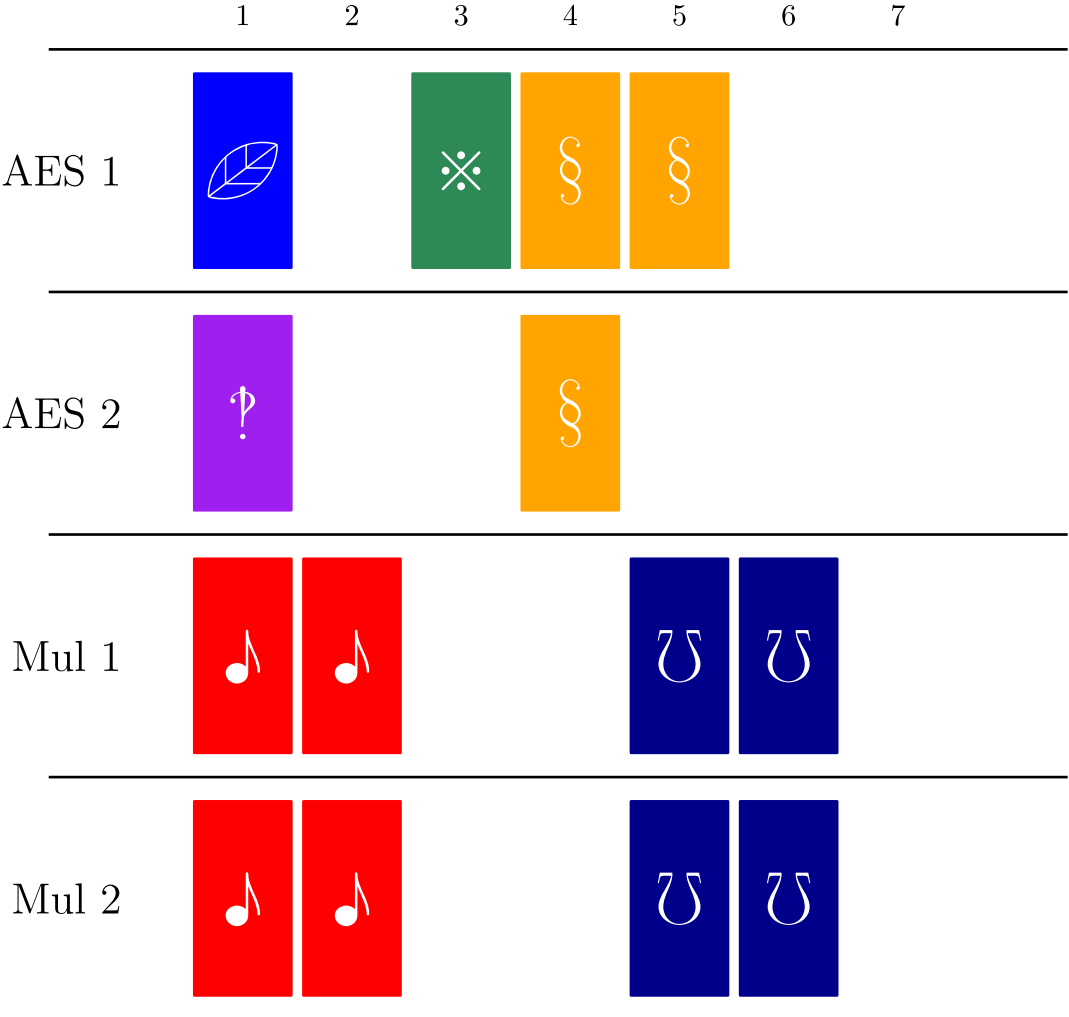 1 2 3 4 5 6 7
AES 1 ※ § §
AES 2 ‽ §
Mul 1 ♪ ♪ ℧ ℧
Mul 2 ♪ ♪ ℧ ℧